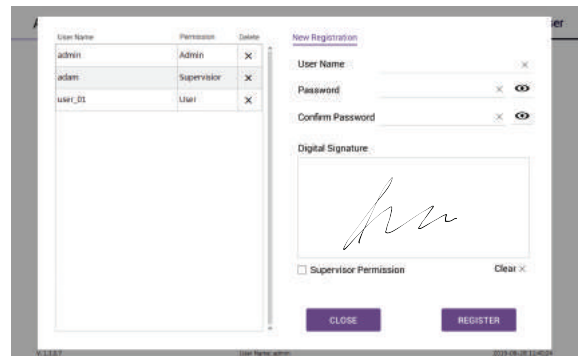 User Name Permission Delete
admin Admin ×
adam Supervisior ×
user_01 User ×
New Registration
User Name ×
Password ×
Confirm Password ×
Digital Signature
Supervisor Permission Clear ×
CLOSE REGISTER
User Name: admin